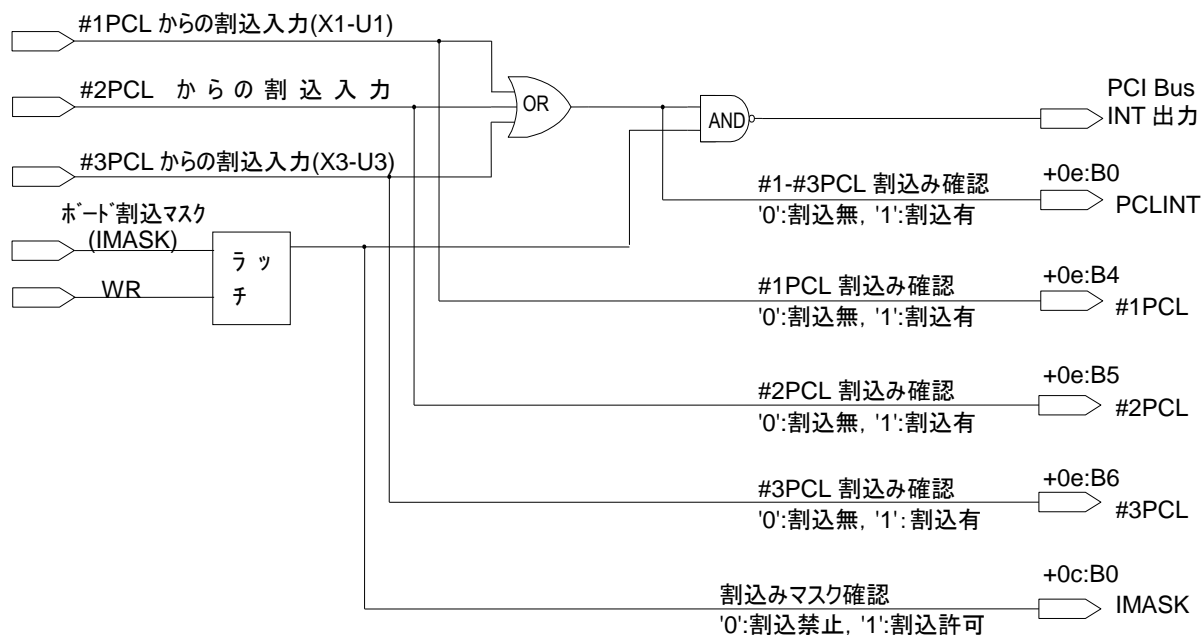 #1PCL からの割込入力(X1-U1)
#2PCL からの割込入力
#3PCL からの割込入力(X3-U3)
ボード割込マスク
(IMASK)
WR
ラッ
チ
OR
AND
PCI Bus
INT 出力
#1-#3PCL 割込み確認
'0':割込無, '1':割込有
+0e:B0
PCLINT
#1PCL 割込み確認
'0':割込無, '1':割込有
+0e:B4
#1PCL
#2PCL 割込み確認
'0':割込無, '1':割込有
+0e:B5
#2PCL
#3PCL 割込み確認
'0':割込無, '1': 割込有
+0e:B6
#3PCL
割込みマスク確認
'0':割込禁止, '1':割込許可
+0c:B0
IMASK